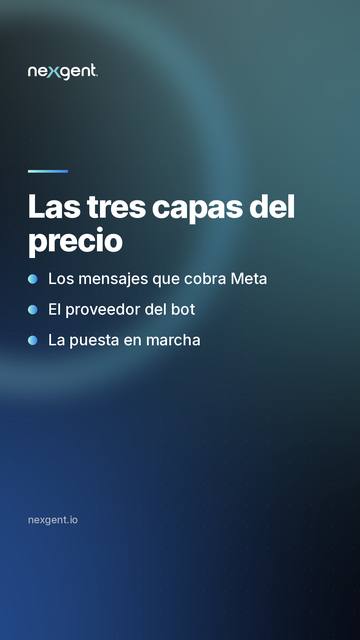 nexgent.
Las tres capas del
precio
Los mensajes que cobra Meta
El proveedor del bot
La puesta en marcha
nexgent.io